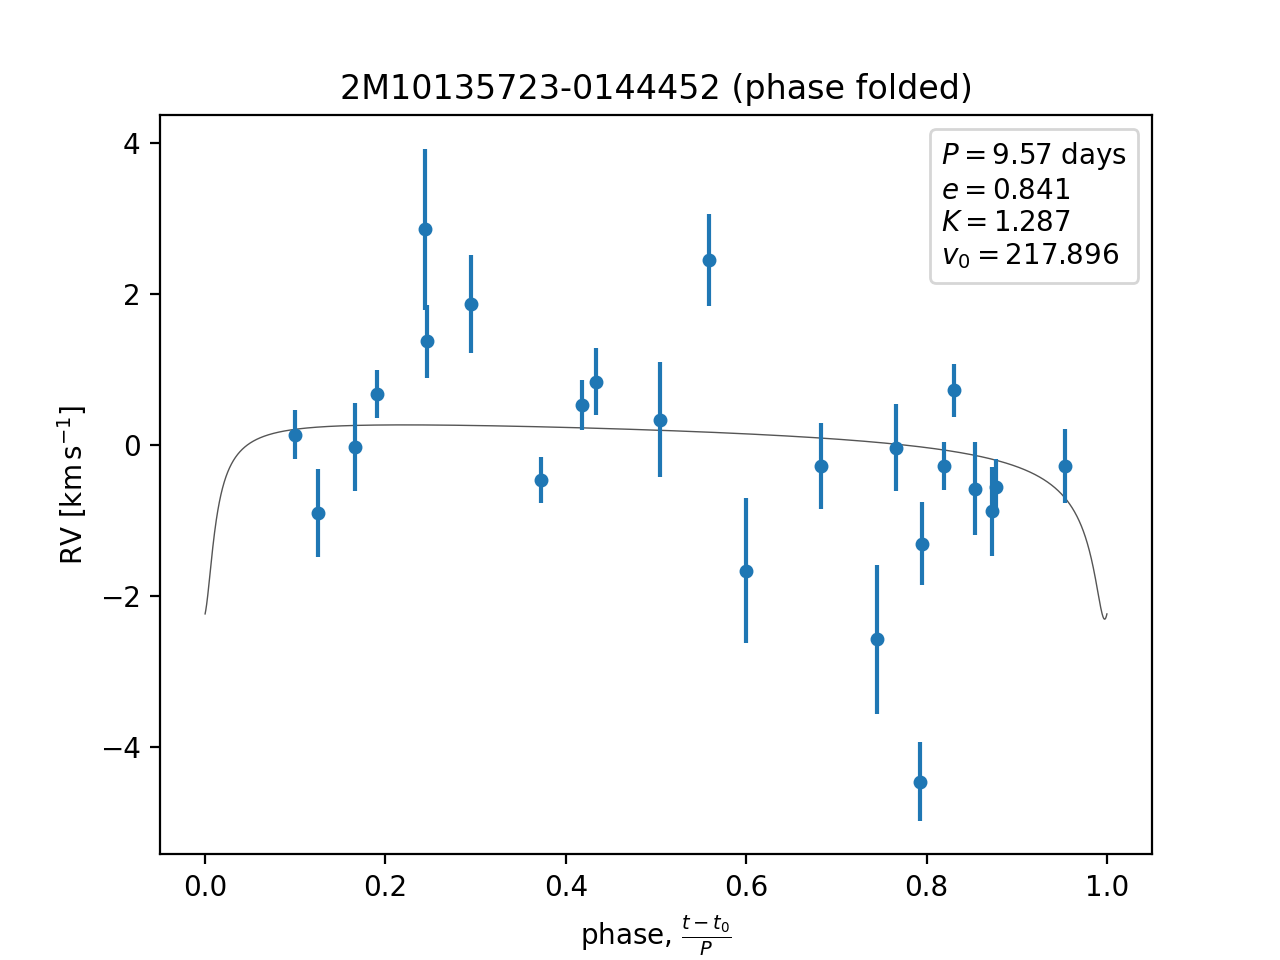 2M10135723-0144452 (phase folded)
P = 9.57 days
e = 0.841
K = 1.287
v₀ = 217.896
RV [km s⁻¹]
4
2
0
−2
−4
0.0 0.2 0.4 0.6 0.8 1.0
phase, (t − t₀)/P